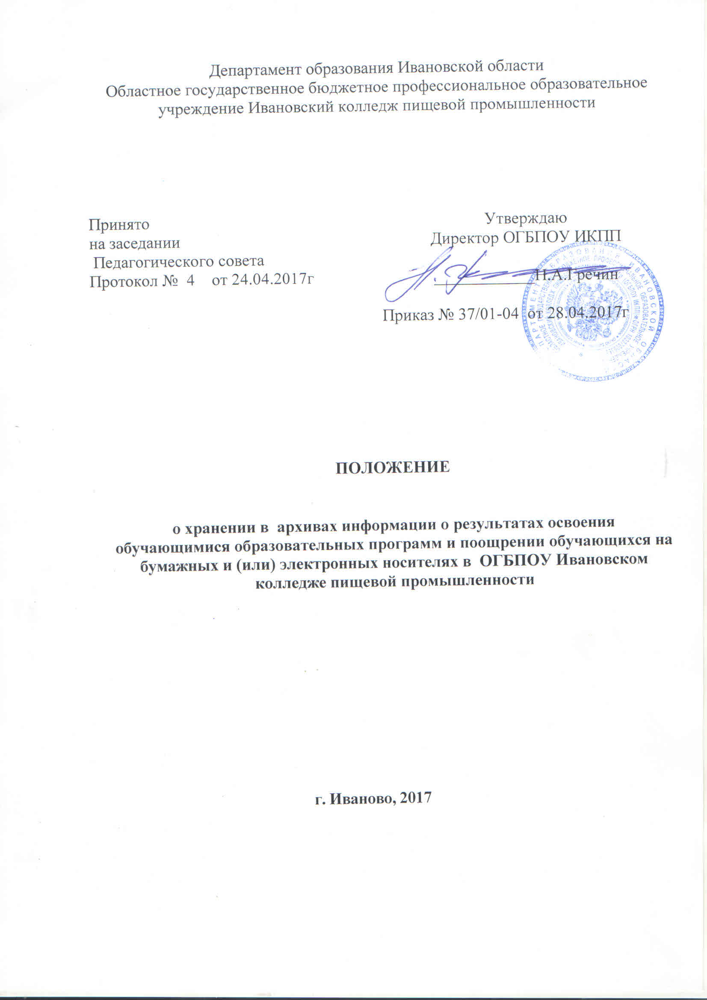 Департамент образования Ивановской области
Областное государственное бюджетное профессиональное образовательное
учреждение Ивановский колледж пищевой промышленности
Принято
на заседании
Педагогического совета
Протокол № 4 от 24.04.2017г
Утверждаю
Директор ОГБПОУ ИКПП
Н.А.Гречин
Приказ № 37/01-04 от 28.04.2017г
ПОЛОЖЕНИЕ
о хранении в архивах информации о результатах освоения
обучающимися образовательных программ и поощрении обучающихся на
бумажных и (или) электронных носителях в ОГБПОУ Ивановском
колледже пищевой промышленности
г. Иваново, 2017